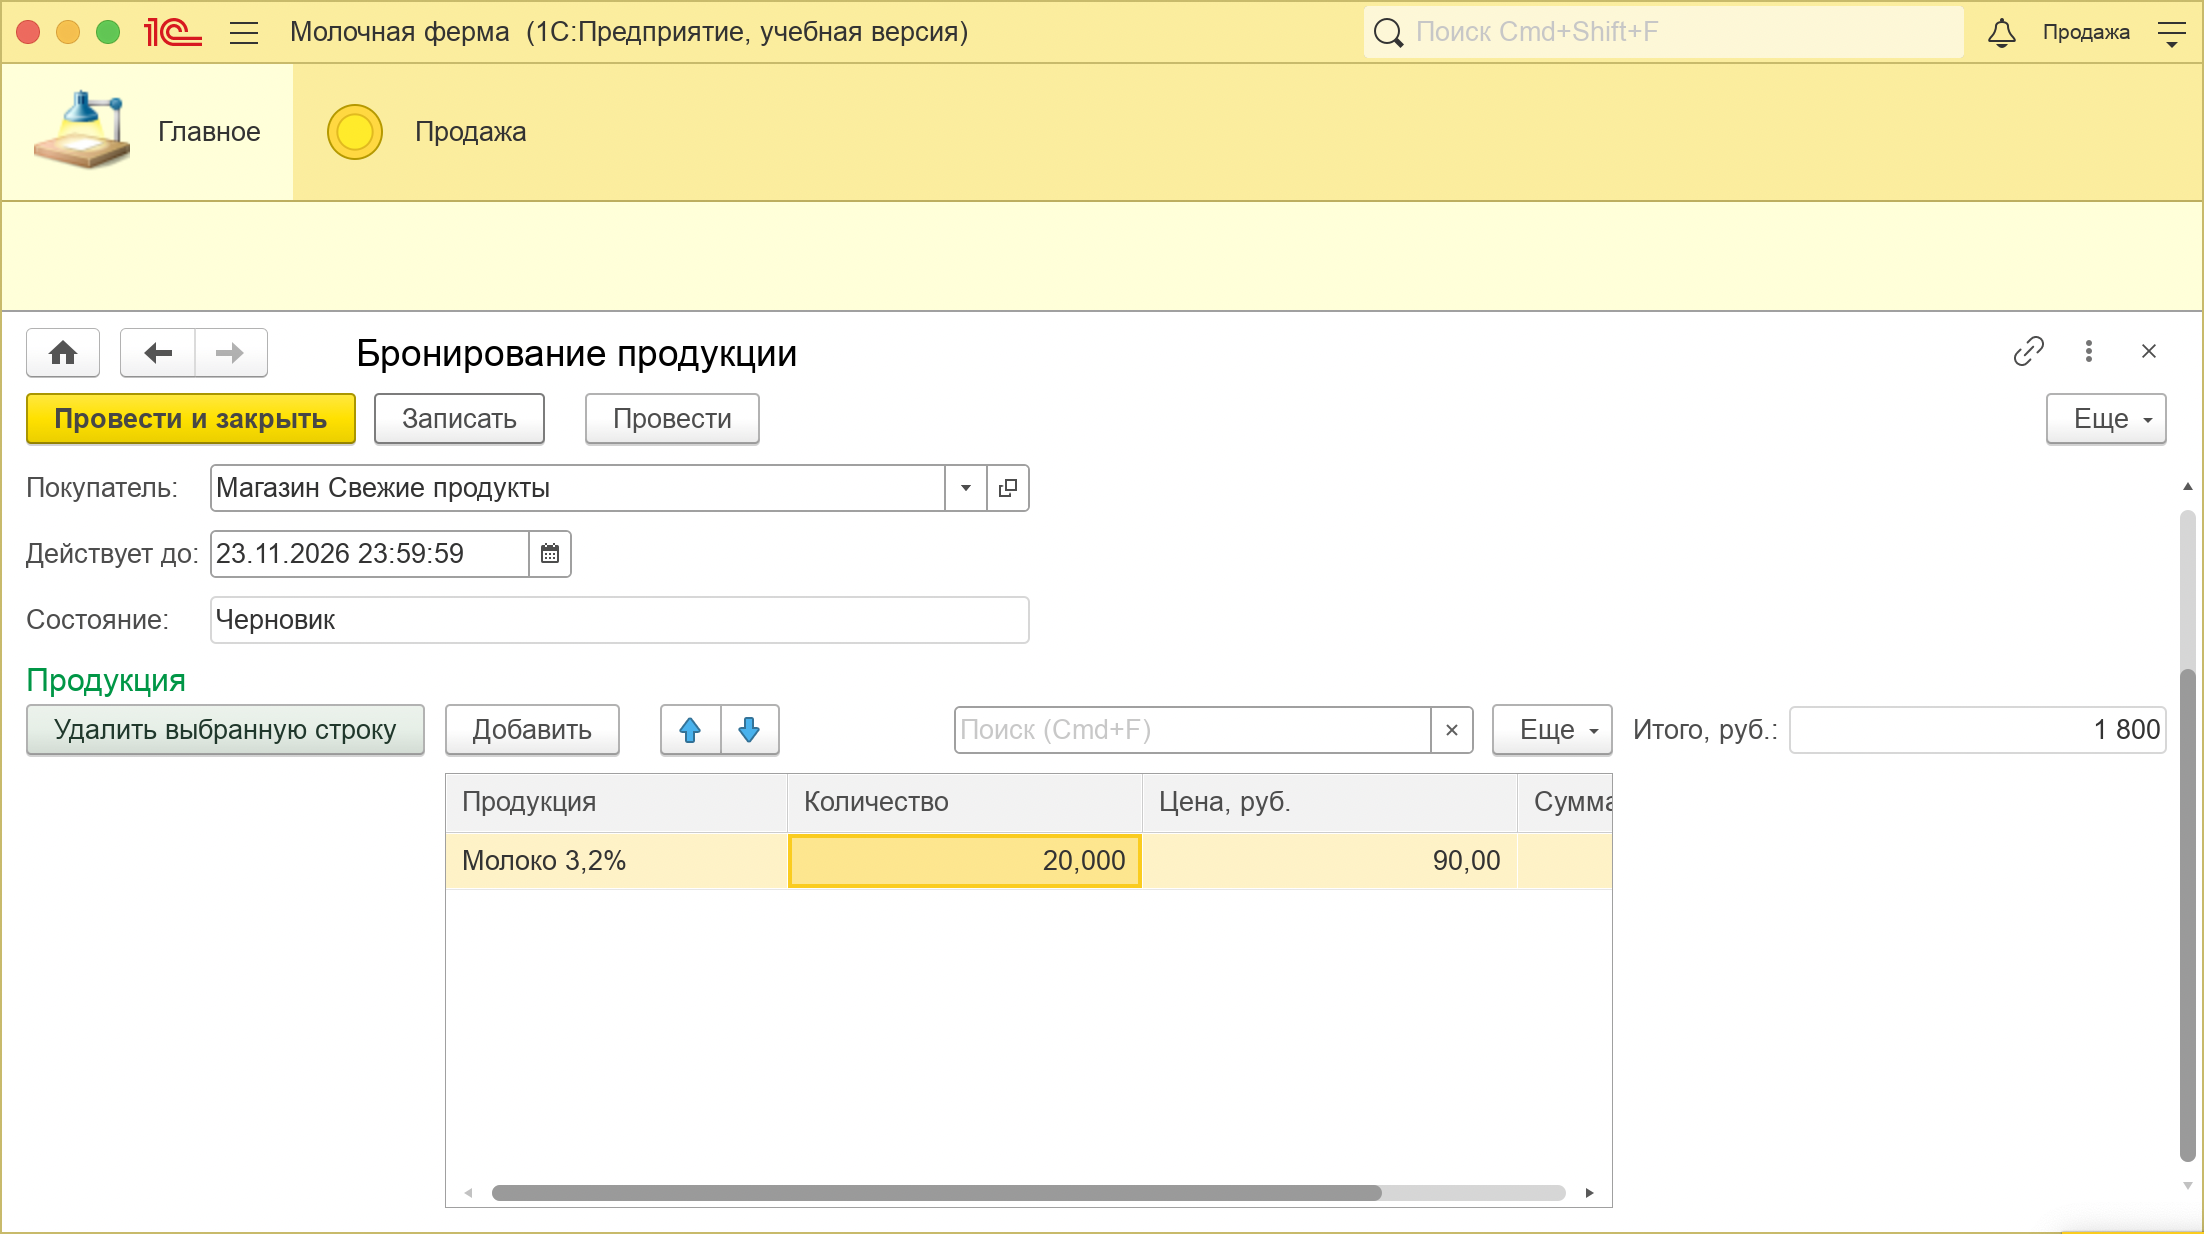 1С Молочная ферма (1С:Предприятие, учебная версия) Поиск Cmd+Shift+F Продажа
Главное Продажа
Бронирование продукции
Провести и закрыть Записать Провести Еще
Покупатель: Магазин Свежие продукты
Действует до: 23.11.2026 23:59:59
Состояние: Черновик
Продукция
Удалить выбранную строку Добавить Поиск (Cmd+F) × Еще Итого, руб.: 1 800
Продукция Количество Цена, руб. Сумма
Молоко 3,2% 20,000 90,00